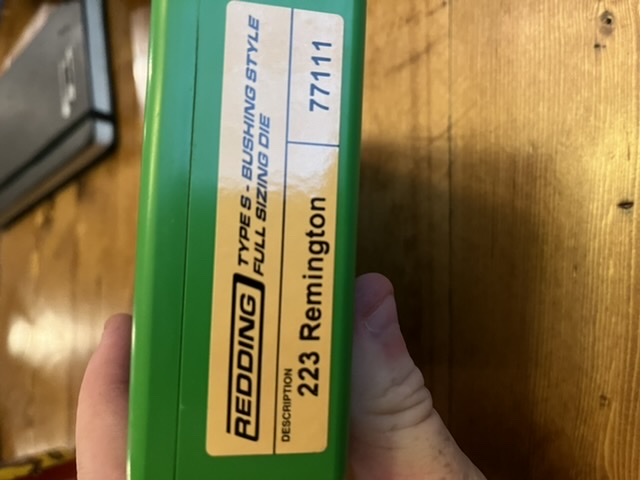 REDDING
TYPE S - BUSHING STYLE
FULL SIZING DIE
DESCRIPTION
223 Remington
77111